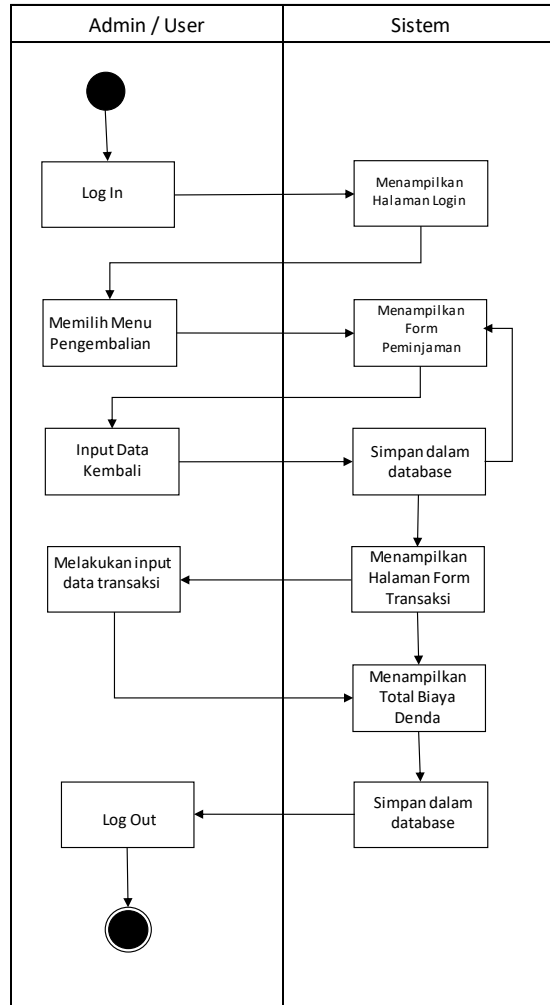 Admin / User
Sistem
Log In
Menampilkan
Halaman Login
Memilih Menu
Pengembalian
Menampilkan
Form
Peminjaman
Input Data
Kembali
Simpan dalam
database
Melakukan input
data transaksi
Menampilkan
Halaman Form
Transaksi
Menampilkan
Total Biaya
Denda
Log Out
Simpan dalam
database